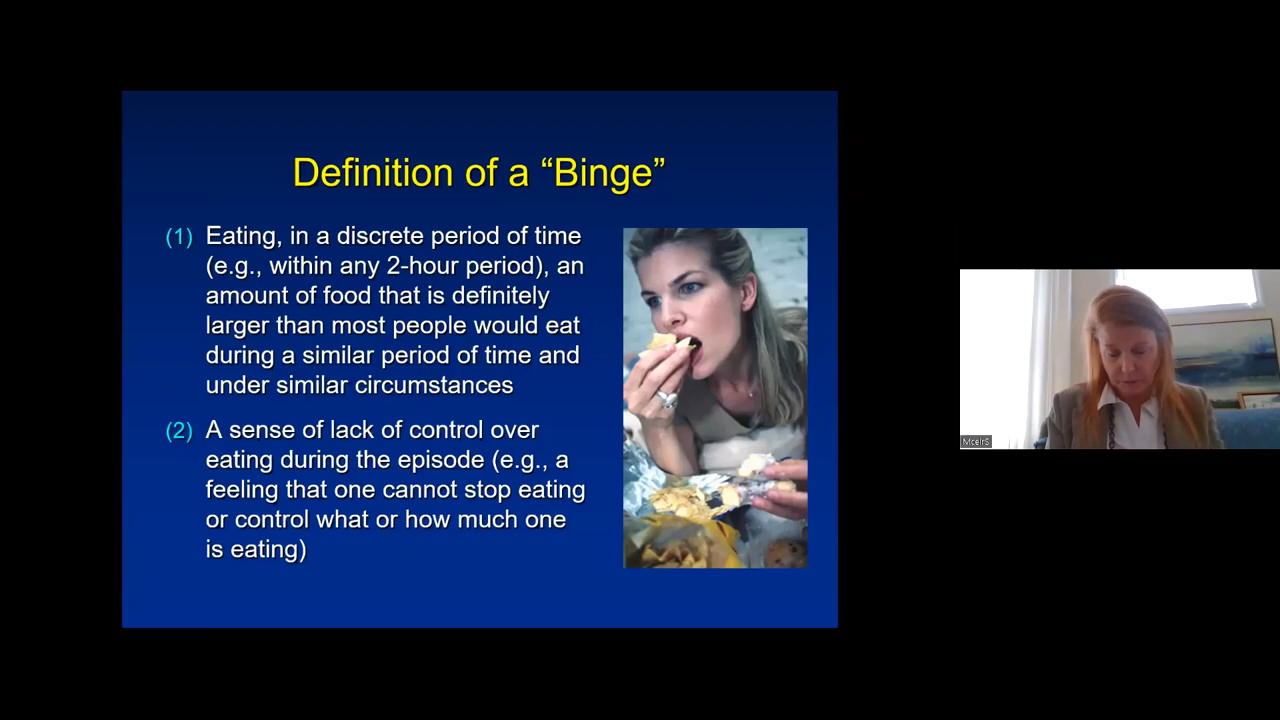 Definition of a “Binge”
(1) Eating, in a discrete period of time
(e.g., within any 2-hour period), an
amount of food that is definitely
larger than most people would eat
during a similar period of time and
under similar circumstances
(2) A sense of lack of control over
eating during the episode (e.g., a
feeling that one cannot stop eating
or control what or how much one
is eating)
McelrS